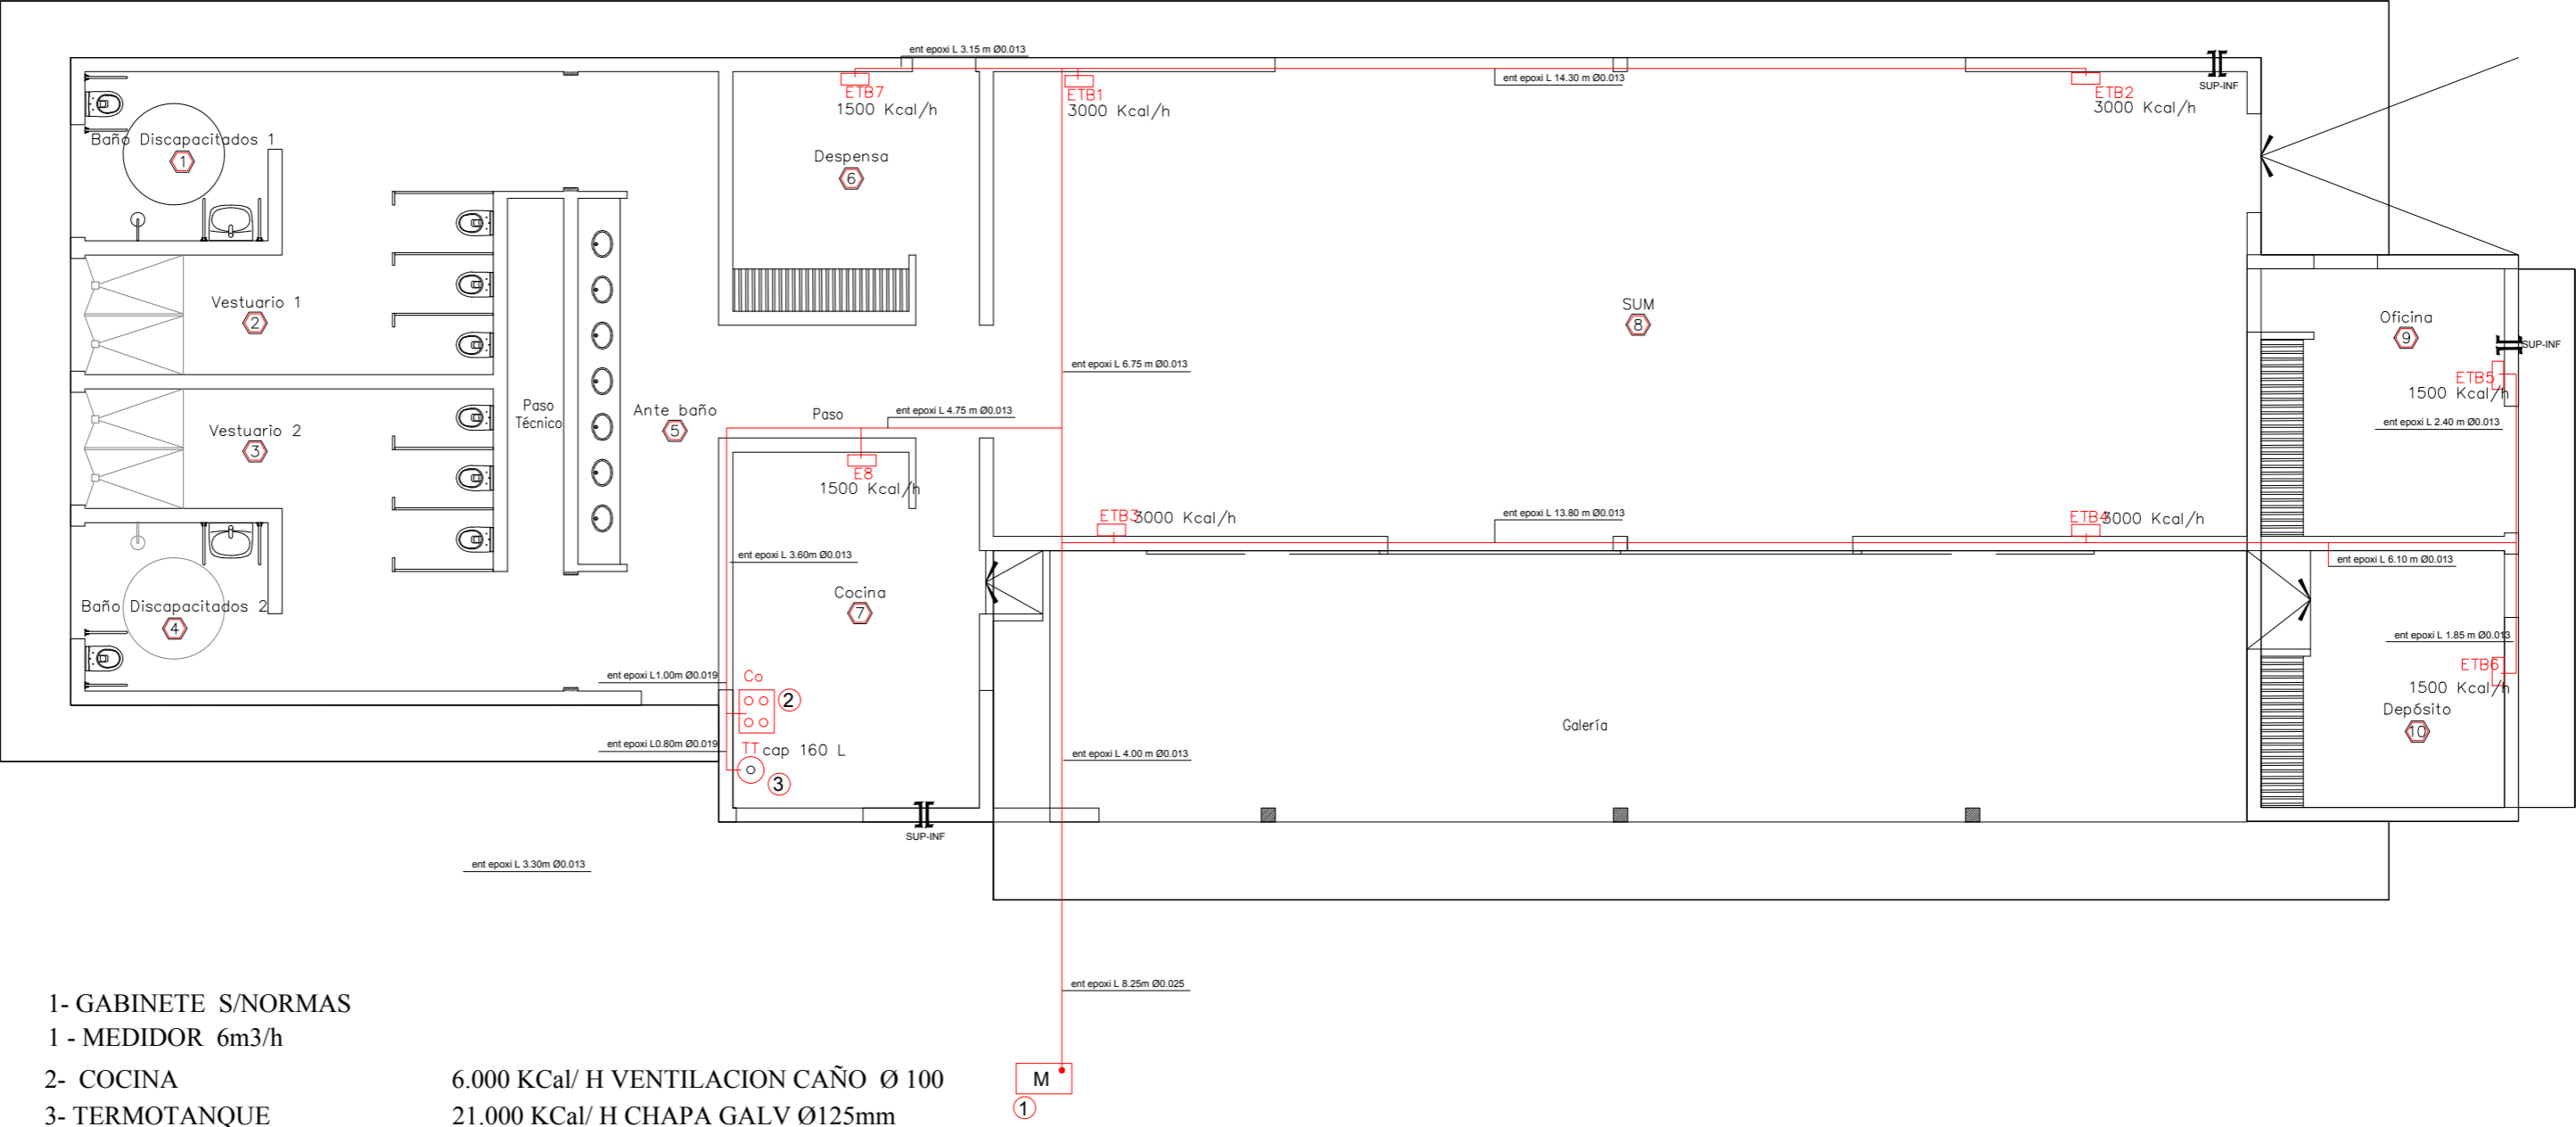 ent epoxi L 3.15 m Ø0.013
ETB7
1500 Kcal/h
ETB1
3000 Kcal/h
ent epoxi L 14.30 m Ø0.013
ETB2
3000 Kcal/h
SUP-INF
Baño Discapacitados 1
1
Despensa
6
Vestuario 1
2
SUM
8
Oficina
9
SUP-INF
ent epoxi L 6.75 m Ø0.013
ETB5
1500 Kcal/h
Paso
Técnico
Ante baño
5
Paso
ent epoxi L 4.75 m Ø0.013
ent epoxi L 2.40 m Ø0.013
Vestuario 2
3
E8
1500 Kcal/h
ETB3
3000 Kcal/h
ent epoxi L 13.80 m Ø0.013
ETB4
3000 Kcal/h
ent epoxi L 3.60m Ø0.013
ent epoxi L 6.10 m Ø0.013
Cocina
7
Baño Discapacitados 2
4
ent epoxi L 1.85 m Ø0.013
ETB6
1500 Kcal/h
ent epoxi L1.00m Ø0.019
Co
2
Depósito
10
Galería
ent epoxi L0.80m Ø0.019
TT cap 160 L
3
ent epoxi L 4.00 m Ø0.013
SUP-INF
ent epoxi L 3.30m Ø0.013
ent epoxi L 8.25m Ø0.025
1- GABINETE S/NORMAS
1 - MEDIDOR 6m3/h
2- COCINA 6.000 KCal/ H VENTILACION CAÑO Ø 100
3- TERMOTANQUE 21.000 KCal/ H CHAPA GALV Ø125mm
M
1